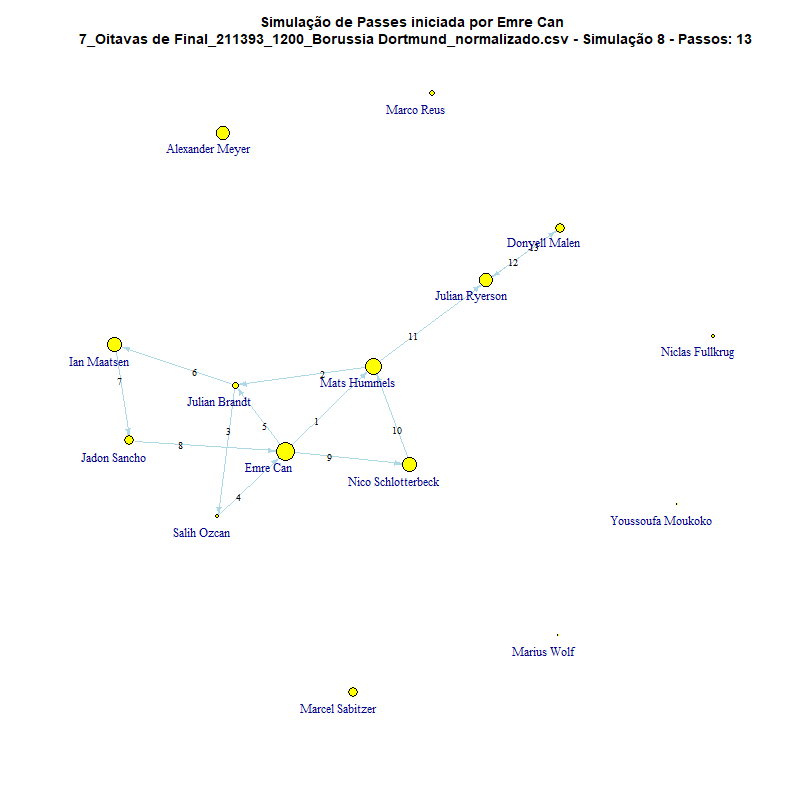 Simulação de Passes iniciada por Emre Can
7_Oitavas de Final_211393_1200_Borussia Dortmund_normalizado.csv - Simulação 8 - Passos: 13
Marco Reus
Alexander Meyer
Donyell Malen
13
12
Julian Ryerson
11
Niclas Fullkrug
Ian Maatsen
6
2
7
Mats Hummels
Julian Brandt
1
5
3
10
8
Jadon Sancho
9
Emre Can
Nico Schlotterbeck
4
Salih Ozcan
Youssoufa Moukoko
Marius Wolf
Marcel Sabitzer